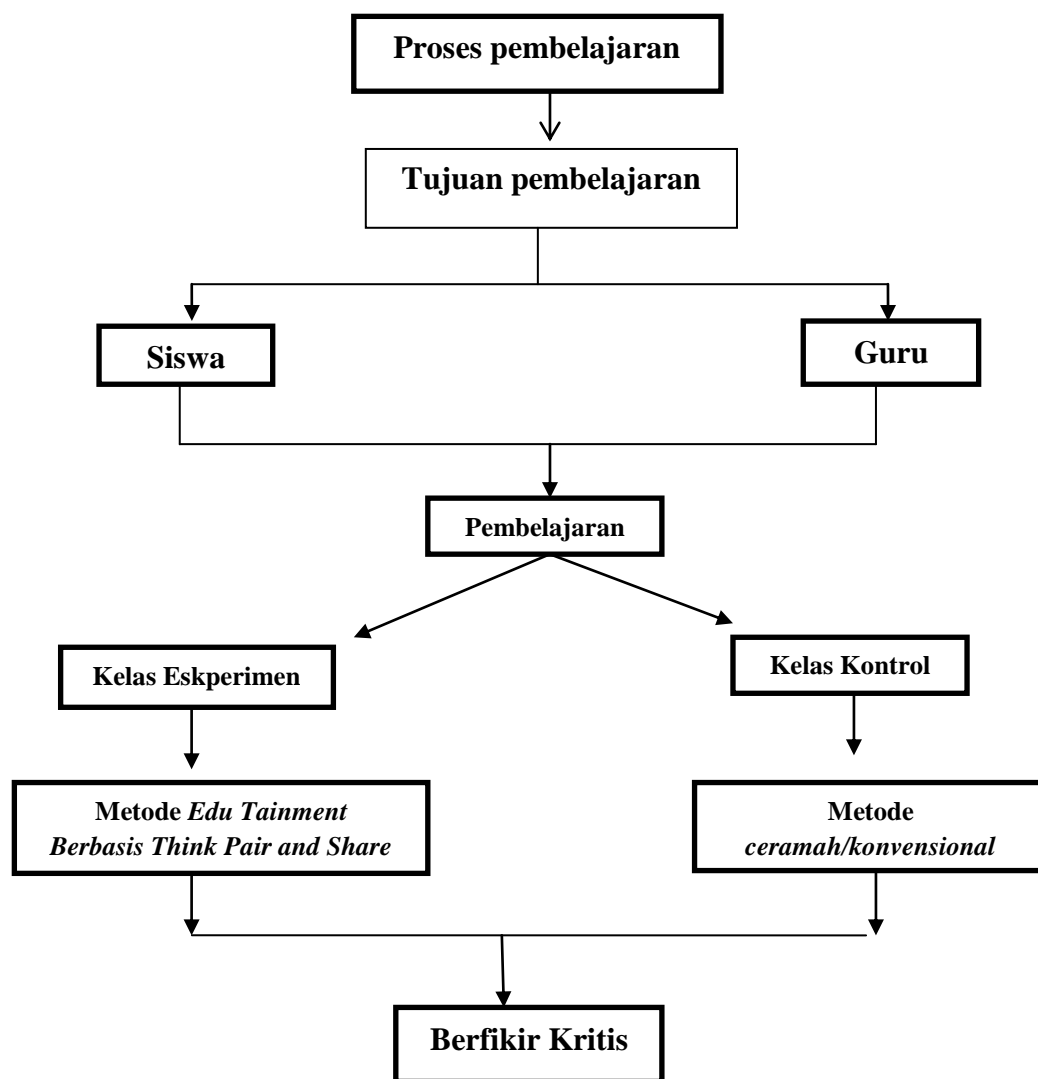 Proses pembelajaran
Tujuan pembelajaran
Siswa
Guru
Pembelajaran
Kelas Eskperimen
Kelas Kontrol
Metode Edu Tainment
Berbasis Think Pair and Share
Metode
ceramah/konvensional
Berfikir Kritis